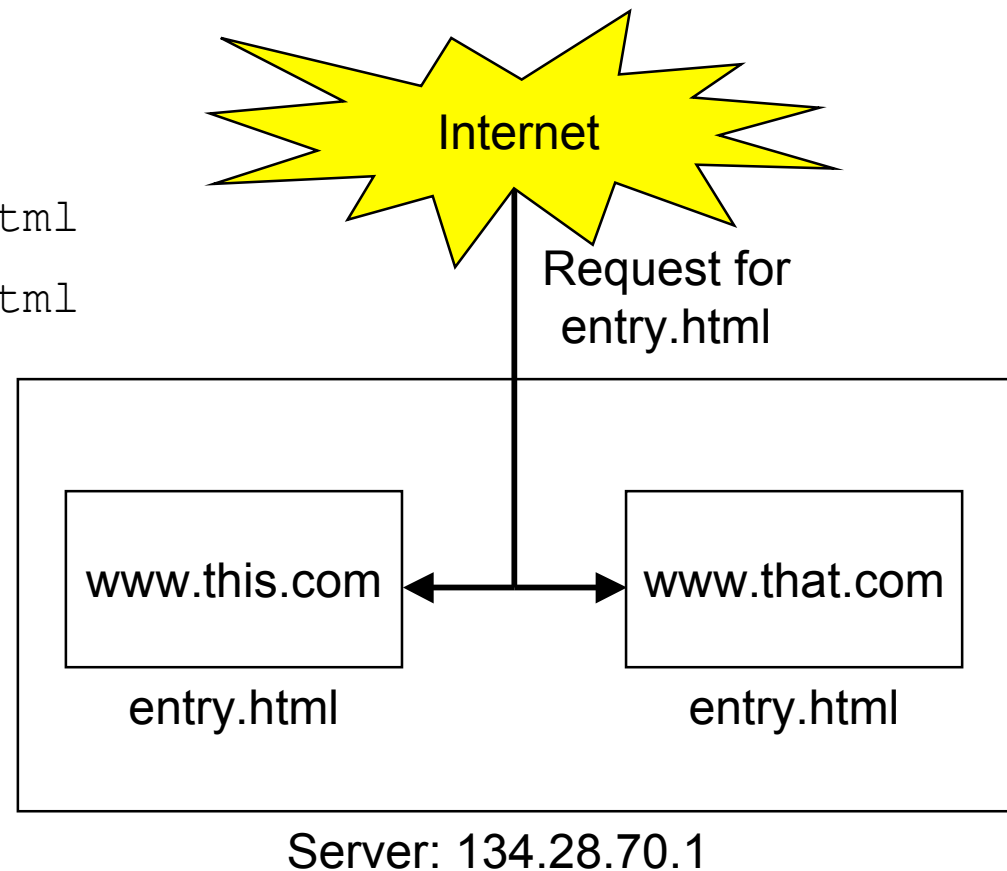 Internet
tml
tml
Request for
entry.html
www.this.com
www.that.com
entry.html
entry.html
Server: 134.28.70.1